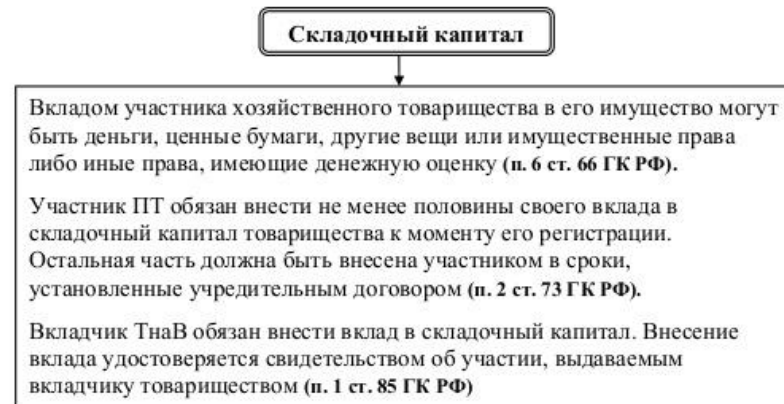 Складочный капитал
Вкладом участника хозяйственного товарищества в его имущество могут
быть деньги, ценные бумаги, другие вещи или имущественные права
либо иные права, имеющие денежную оценку (п. 6 ст. 66 ГК РФ).
Участник ПТ обязан внести не менее половины своего вклада в
складочный капитал товарищества к моменту его регистрации.
Остальная часть должна быть внесена участником в сроки,
установленные учредительным договором (п. 2 ст. 73 ГК РФ).
Вкладчик ТнаВ обязан внести вклад в складочный капитал. Внесение
вклада удостоверяется свидетельством об участии, выдаваемым
вкладчику товариществом (п. 1 ст. 85 ГК РФ)